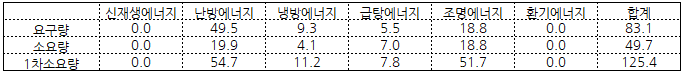 신재생에너지 난방에너지 냉방에너지 급탕에너지 조명에너지 환기에너지 합계
요구량 0.0 49.5 9.3 5.5 18.8 0.0 83.1
소요량 0.0 19.9 4.1 7.0 18.8 0.0 49.7
1차소요량 0.0 54.7 11.2 7.8 51.7 0.0 125.4